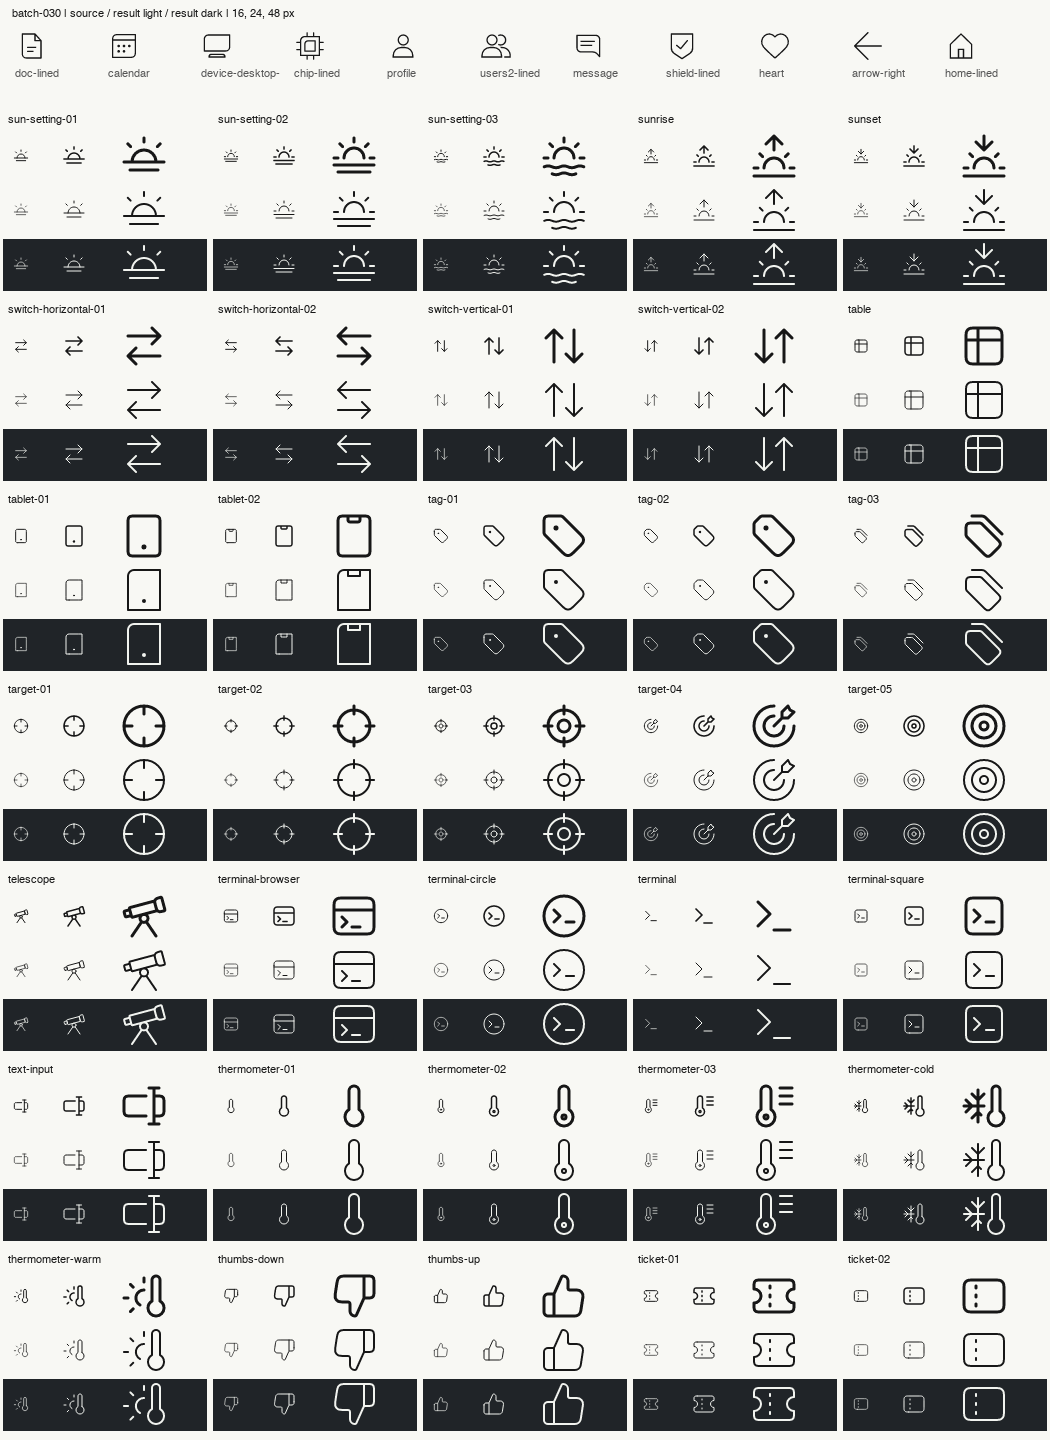 batch-030 | source / result light / result dark | 16, 24, 48 px
doc-lined calendar device-desktop- chip-lined profile users2-lined message shield-lined heart arrow-right home-lined
sun-setting-01 sun-setting-02 sun-setting-03 sunrise sunset
switch-horizontal-01 switch-horizontal-02 switch-vertical-01 switch-vertical-02 table
tablet-01 tablet-02 tag-01 tag-02 tag-03
target-01 target-02 target-03 target-04 target-05
telescope terminal-browser terminal-circle terminal terminal-square
text-input thermometer-01 thermometer-02 thermometer-03 thermometer-cold
thermometer-warm thumbs-down thumbs-up ticket-01 ticket-02